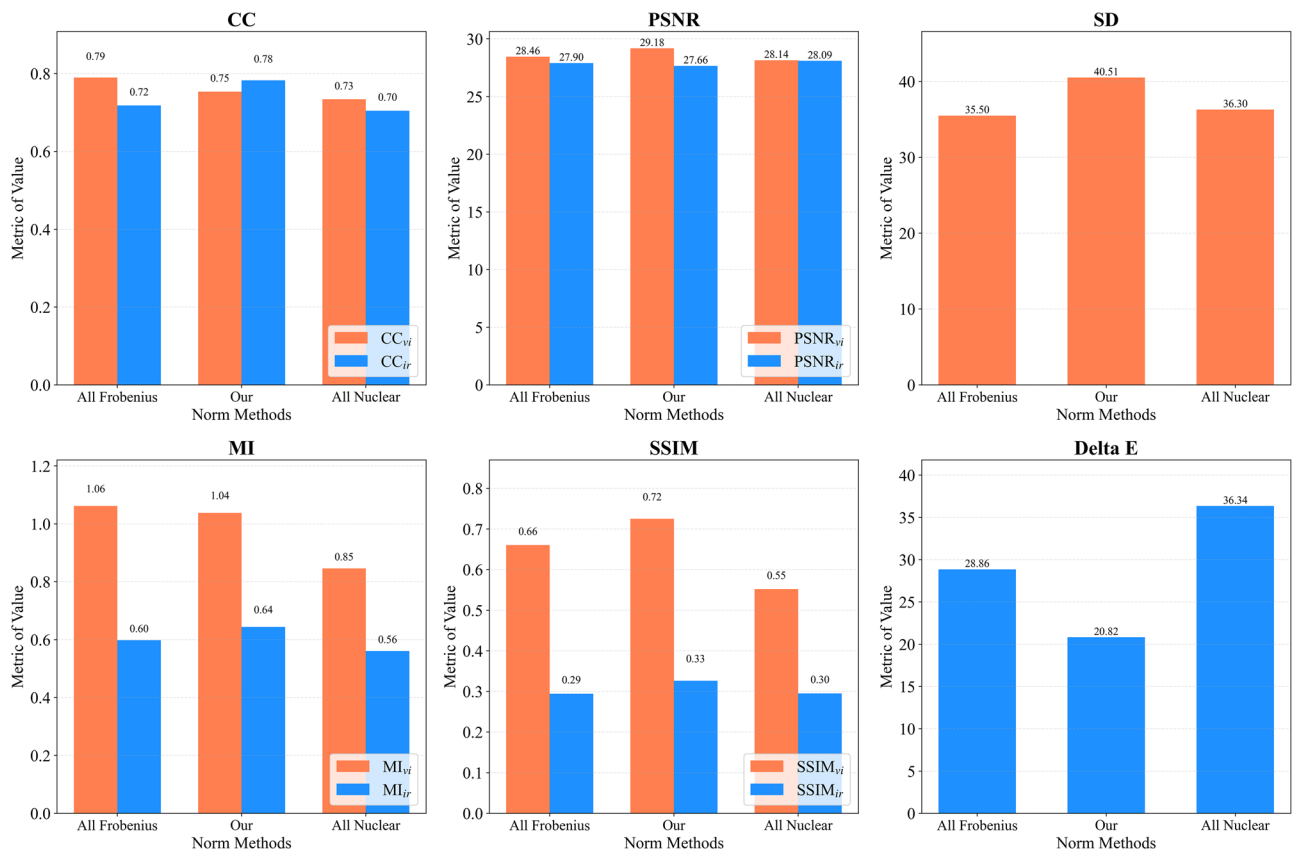 CC
0.79
0.72
0.75
0.78
0.73
0.70
0.8
0.6
0.4
0.2
0.0
Metric of Value
CC_vi
CC_ir
All Frobenius
Our
All Nuclear
Norm Methods
PSNR
28.46
27.90
29.18
27.66
28.14
28.09
30
25
20
15
10
5
0
Metric of Value
PSNR_vi
PSNR_ir
All Frobenius
Our
All Nuclear
Norm Methods
SD
35.50
40.51
36.30
40
30
20
10
0
Metric of Value
All Frobenius
Our
All Nuclear
Norm Methods
MI
1.06
0.60
1.04
0.64
0.85
0.56
1.2
1.0
0.8
0.6
0.4
0.2
0.0
Metric of Value
MI_vi
MI_ir
All Frobenius
Our
All Nuclear
Norm Methods
SSIM
0.66
0.29
0.72
0.33
0.55
0.30
0.8
0.7
0.6
0.5
0.4
0.3
0.2
0.1
0.0
Metric of Value
SSIM_vi
SSIM_ir
All Frobenius
Our
All Nuclear
Norm Methods
Delta E
28.86
20.82
36.34
40
35
30
25
20
15
10
5
0
Metric of Value
All Frobenius
Our
All Nuclear
Norm Methods